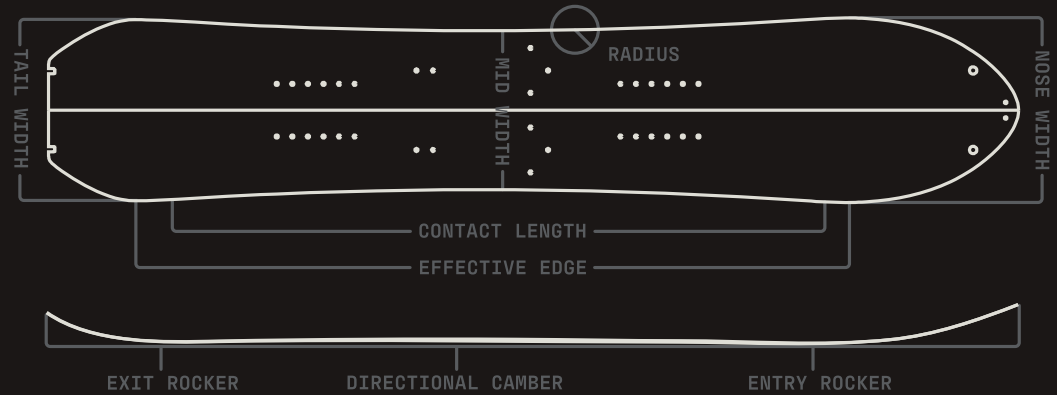 RADIUS
TAIL WIDTH
MID WIDTH
NOSE WIDTH
CONTACT LENGTH
EFFECTIVE EDGE
EXIT ROCKER
DIRECTIONAL CAMBER
ENTRY ROCKER